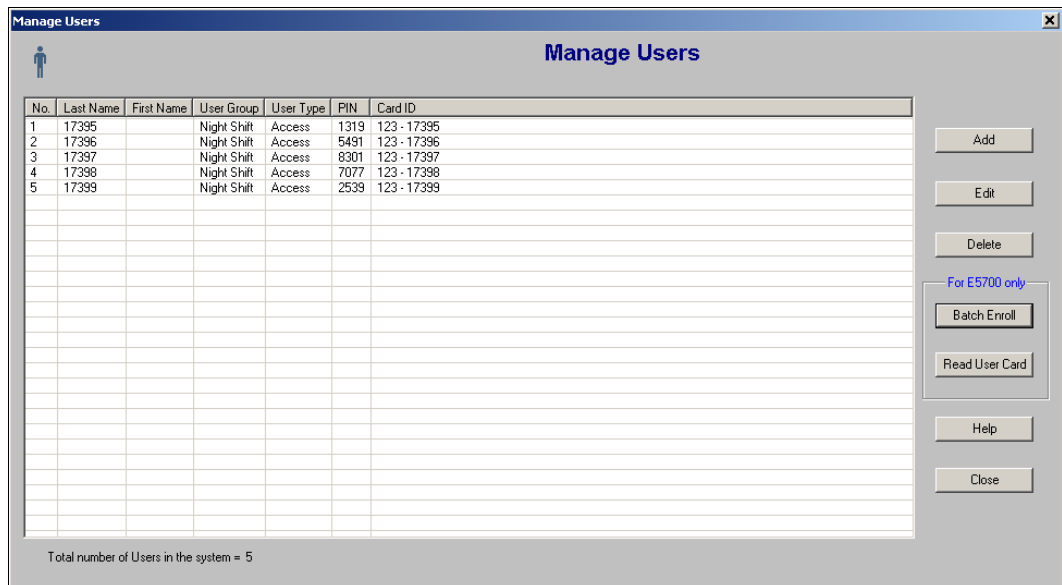 Manage Users
Manage Users
No. Last Name First Name User Group User Type PIN Card ID
1 17395 Night Shift Access 1319 123 - 17395
2 17396 Night Shift Access 5491 123 - 17396
3 17397 Night Shift Access 8301 123 - 17397
4 17398 Night Shift Access 7077 123 - 17398
5 17399 Night Shift Access 2539 123 - 17399
Add
Edit
Delete
For E5700 only
Batch Enroll
Read User Card
Help
Close
Total number of Users in the system = 5